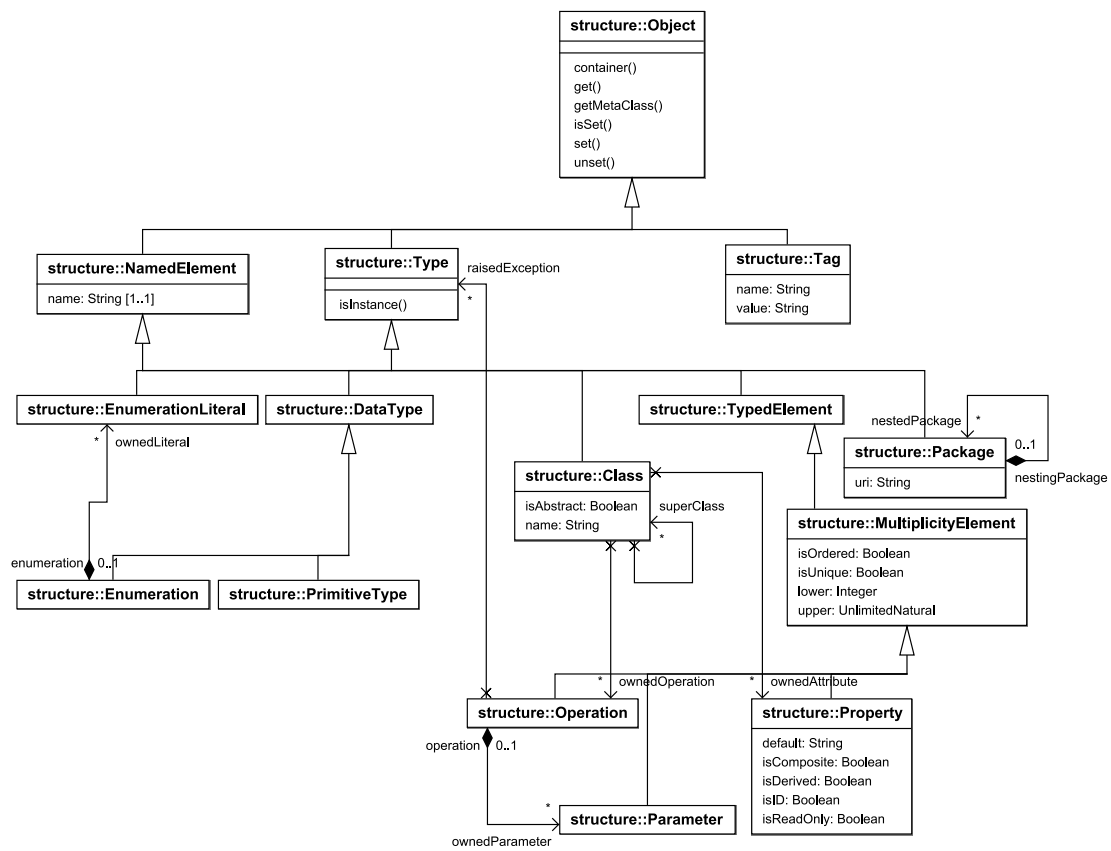 structure::Object
container()
get()
getMetaClass()
isSet()
set()
unset()
structure::NamedElement
name: String [1..1]
structure::Type
isInstance()
raisedException
*
structure::Tag
name: String
value: String
structure::EnumerationLiteral
* ownedLiteral
structure::DataType
structure::TypedElement
nestedPackage
*
0..1
structure::Package
uri: String
nestingPackage
structure::Class
isAbstract: Boolean
name: String
superClass
*
structure::MultiplicityElement
isOrdered: Boolean
isUnique: Boolean
lower: Integer
upper: UnlimitedNatural
enumeration 0..1
structure::Enumeration
structure::PrimitiveType
* ownedOperation
* ownedAttribute
structure::Operation
operation 0..1
structure::Property
default: String
isComposite: Boolean
isDerived: Boolean
isID: Boolean
isReadOnly: Boolean
*
structure::Parameter
ownedParameter